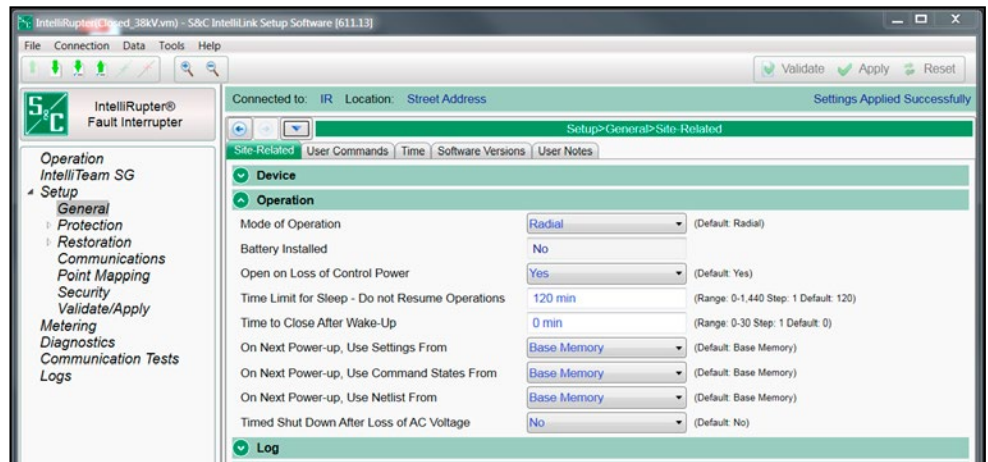 IntelliRupter(Closed_38kV.vm) - S&C IntelliLink Setup Software [611.13]
File Connection Data Tools Help
Validate Apply Reset
S&C
IntelliRupter®
Fault Interrupter
Connected to: IR Location: Street Address Settings Applied Successfully
Setup>General>Site-Related
Site-Related User Commands Time Software Versions User Notes
Operation
IntelliTeam SG
Setup
General
Protection
Restoration
Communications
Point Mapping
Security
Validate/Apply
Metering
Diagnostics
Communication Tests
Logs
Device
Operation
Mode of Operation Radial (Default: Radial)
Battery Installed No
Open on Loss of Control Power Yes (Default: Yes)
Time Limit for Sleep - Do not Resume Operations 120 min (Range: 0-1,440 Step: 1 Default: 120)
Time to Close After Wake-Up 0 min (Range: 0-30 Step: 1 Default: 0)
On Next Power-up, Use Settings From Base Memory (Default: Base Memory)
On Next Power-up, Use Command States From Base Memory (Default: Base Memory)
On Next Power-up, Use Netlist From Base Memory (Default: Base Memory)
Timed Shut Down After Loss of AC Voltage No (Default: No)
Log